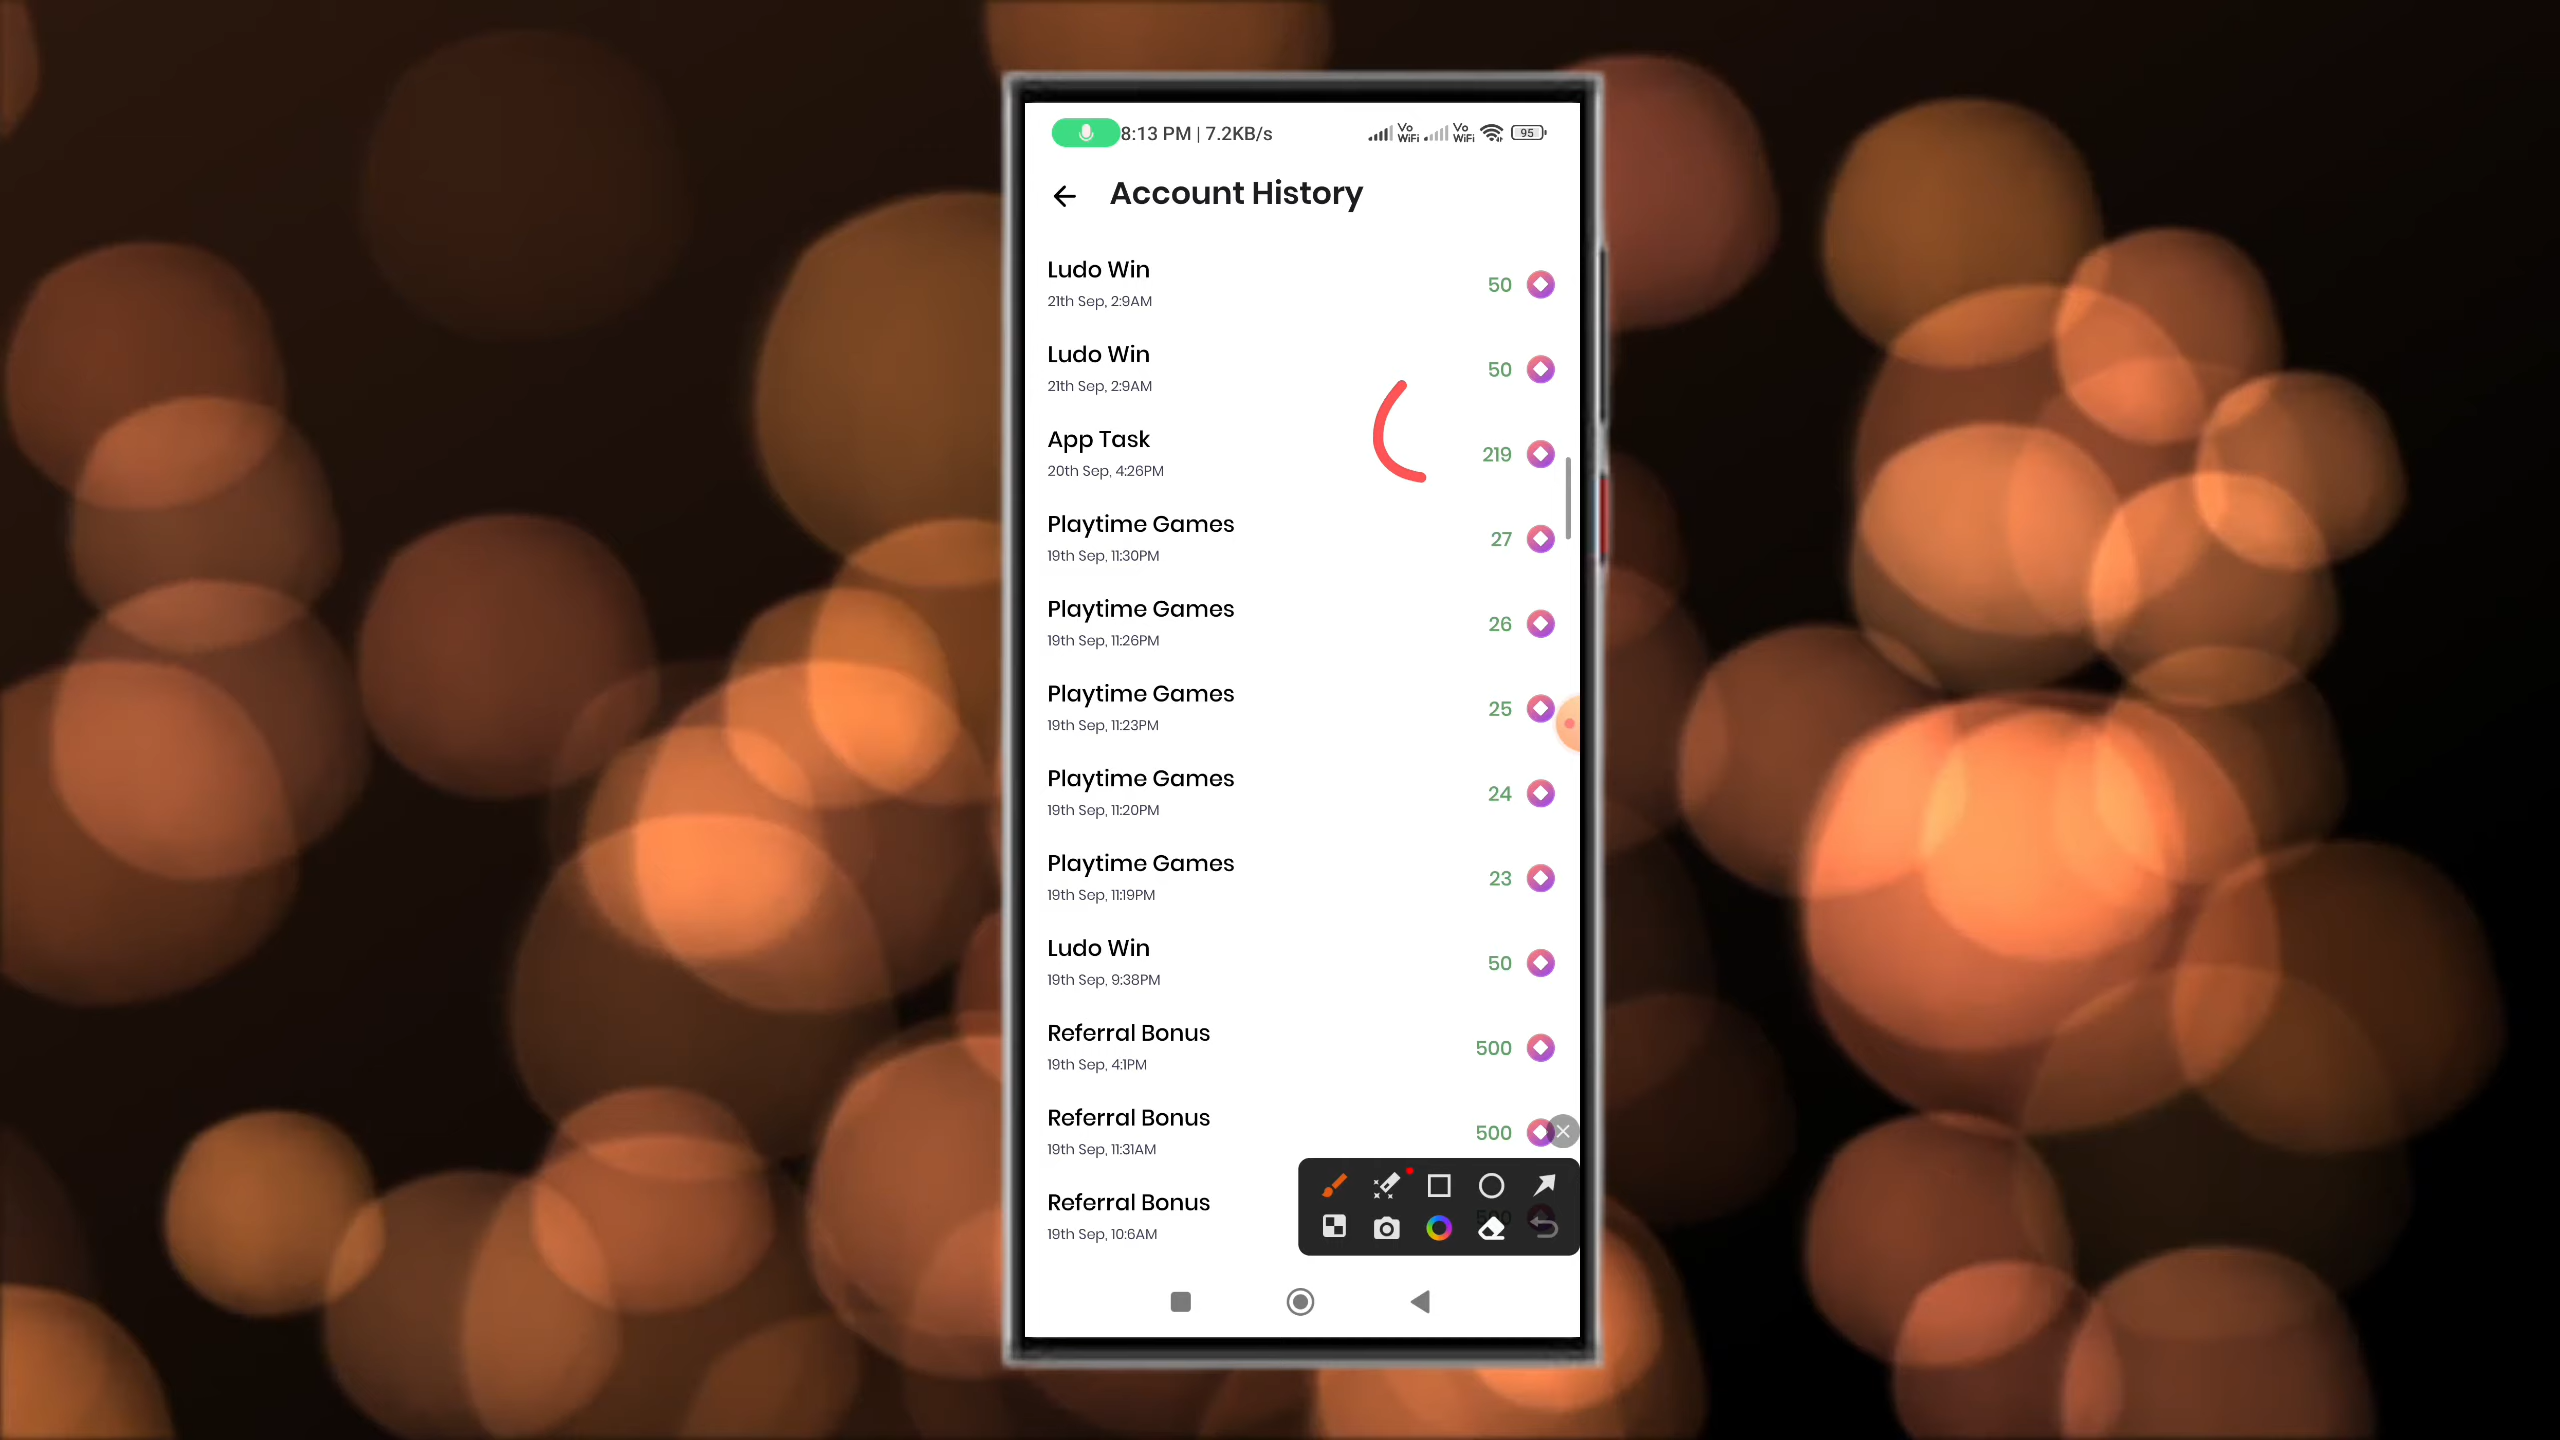 8:13 PM | 7.2KB/s Vo WiFi Vo WiFi 95
Account History
Ludo Win
21th Sep, 2:9AM
50
Ludo Win
21th Sep, 2:9AM
50
App Task
20th Sep, 4:26PM
219
Playtime Games
19th Sep, 11:30PM
27
Playtime Games
19th Sep, 11:26PM
26
Playtime Games
19th Sep, 11:23PM
25
Playtime Games
19th Sep, 11:20PM
24
Playtime Games
19th Sep, 11:19PM
23
Ludo Win
19th Sep, 9:38PM
50
Referral Bonus
19th Sep, 4:1PM
500
Referral Bonus
19th Sep, 11:31AM
500
Referral Bonus
19th Sep, 10:6AM
500